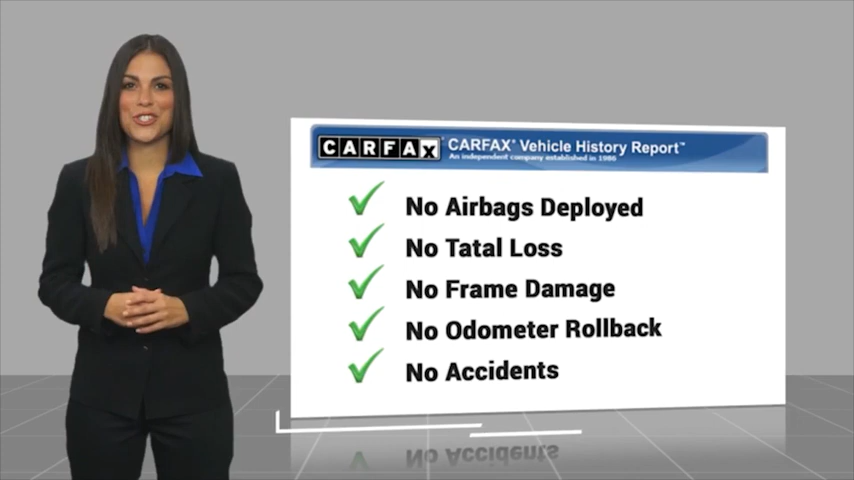 CARFAX CARFAX® Vehicle History Report™
An independent company established in 1986
No Airbags Deployed
No Tatal Loss
No Frame Damage
No Odometer Rollback
No Accidents
No Accidents